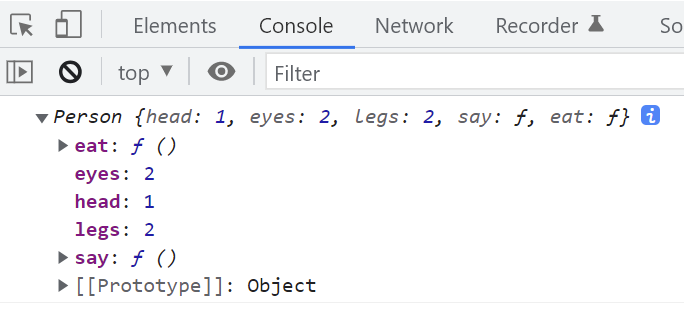 Elements Console Network Recorder So
top ▼ Filter
▼ Person {head: 1, eyes: 2, legs: 2, say: ƒ, eat: ƒ} i
▶ eat: ƒ ()
eyes: 2
head: 1
legs: 2
▶ say: ƒ ()
▶ [[Prototype]]: Object